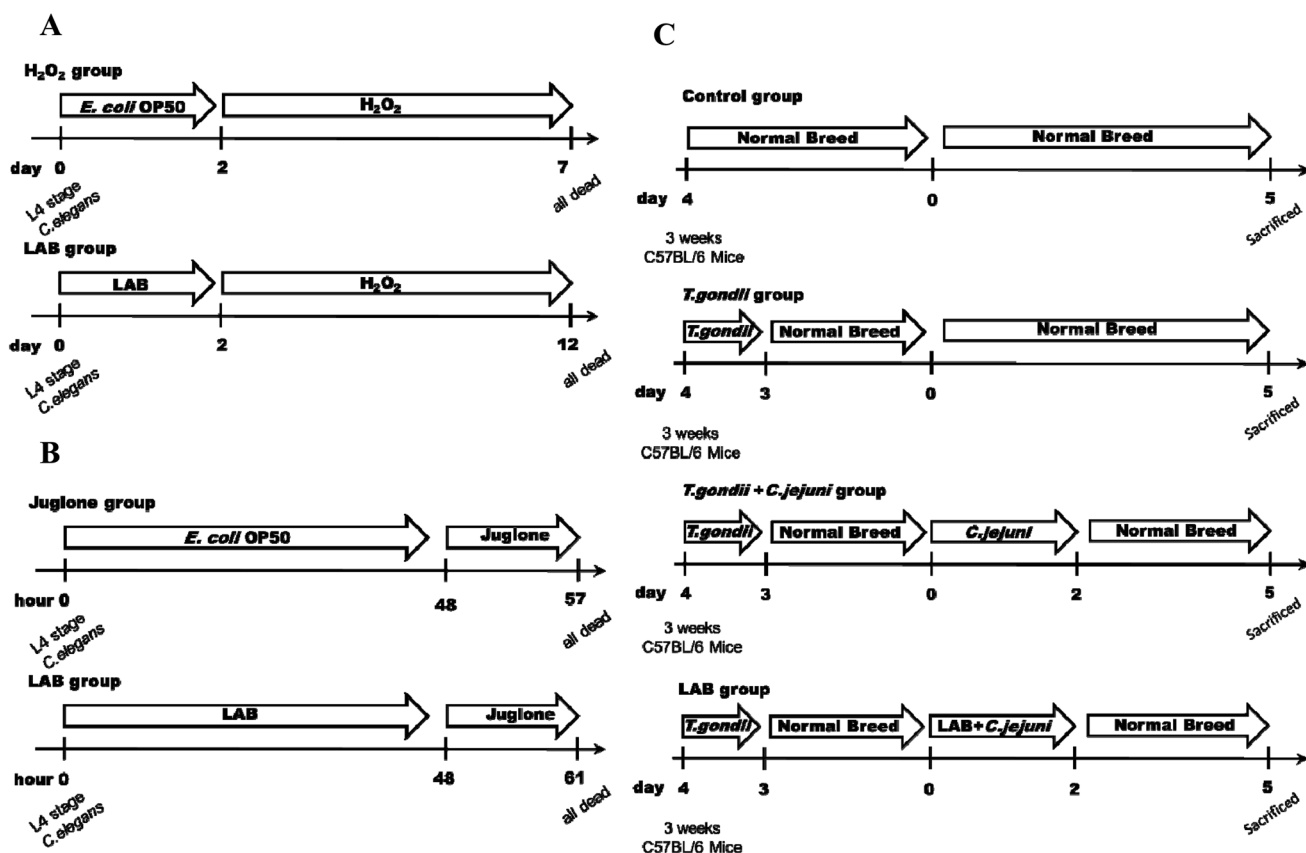 A
H₂O₂ group
E. coli OP50 H₂O₂
day 0 2 7
L4 stage
C.elegans
all dead
LAB group
LAB H₂O₂
day 0 2 12
L4 stage
C.elegans
all dead
B
Juglone group
E. coli OP50 Juglone
hour 0 48 57
L4 stage
C.elegans
all dead
LAB group
LAB Juglone
hour 0 48 61
L4 stage
C.elegans
all dead
C
Control group
Normal Breed Normal Breed
day 4 0 5
3 weeks
C57BL/6 Mice
Sacrificed
T.gondii group
T.gondii Normal Breed Normal Breed
day 4 3 0 5
3 weeks
C57BL/6 Mice
Sacrificed
T.gondii + C.jejuni group
T.gondii Normal Breed C.jejuni Normal Breed
day 4 3 0 2 5
3 weeks
C57BL/6 Mice
Sacrificed
LAB group
T.gondii Normal Breed LAB+C.jejuni Normal Breed
day 4 3 0 2 5
3 weeks
C57BL/6 Mice
Sacrificed